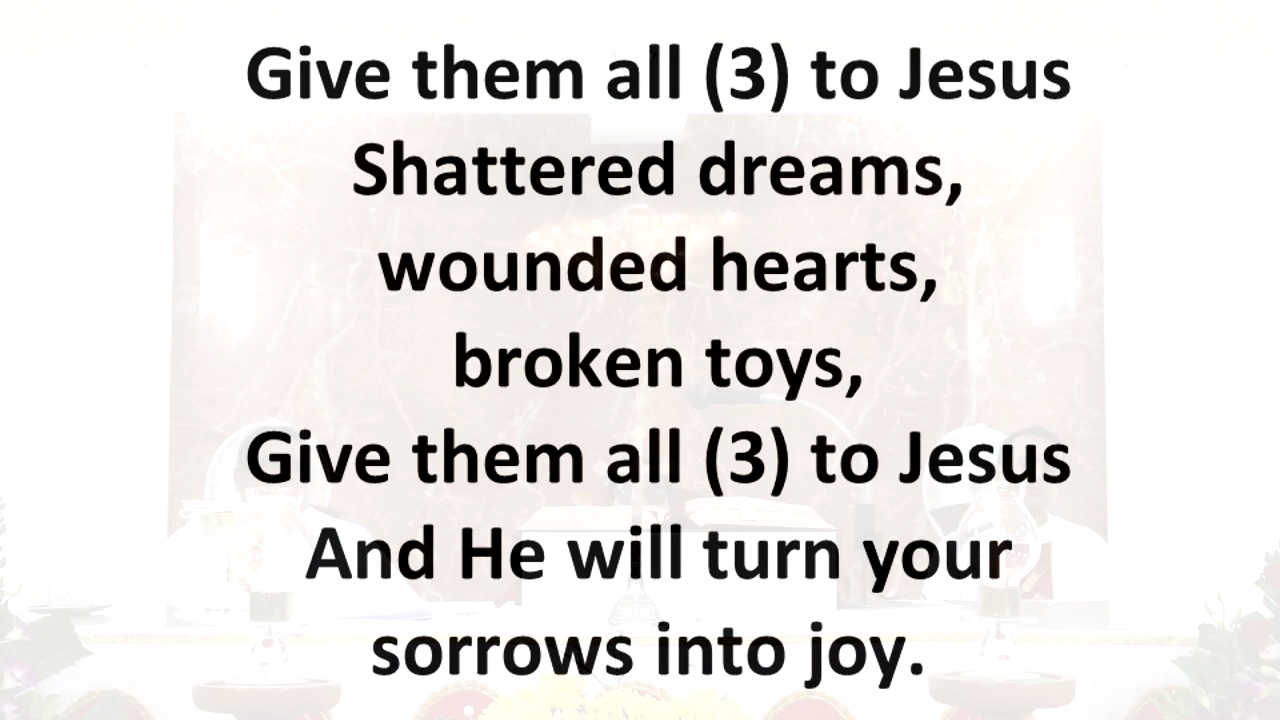 Give them all (3) to Jesus
Shattered dreams,
wounded hearts,
broken toys,
Give them all (3) to Jesus
And He will turn your
sorrows into joy.